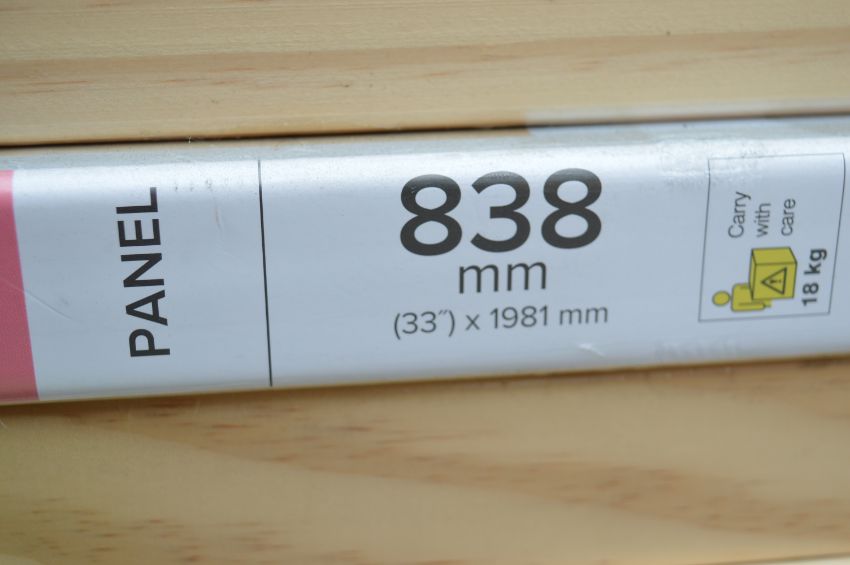 PANEL
838
mm
(33″) x 1981 mm
Carry
with
care
18 kg